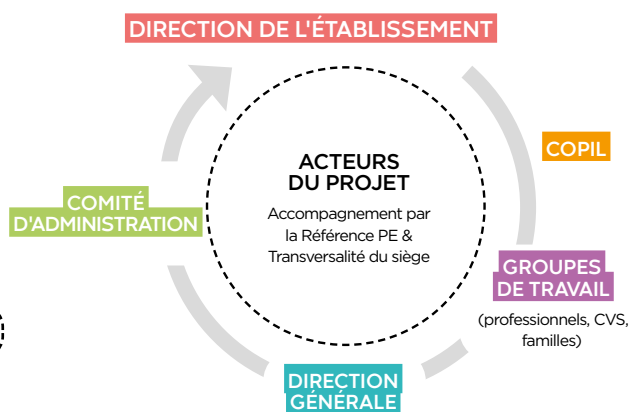 DIRECTION DE L'ÉTABLISSEMENT
ACTEURS
DU PROJET
Accompagnement par
la Référence PE &
Transversalité du siège
COPIL
GROUPES
DE TRAVAIL
(professionnels, CVS,
familles)
DIRECTION
GÉNÉRALE
COMITÉ
D'ADMINISTRATION